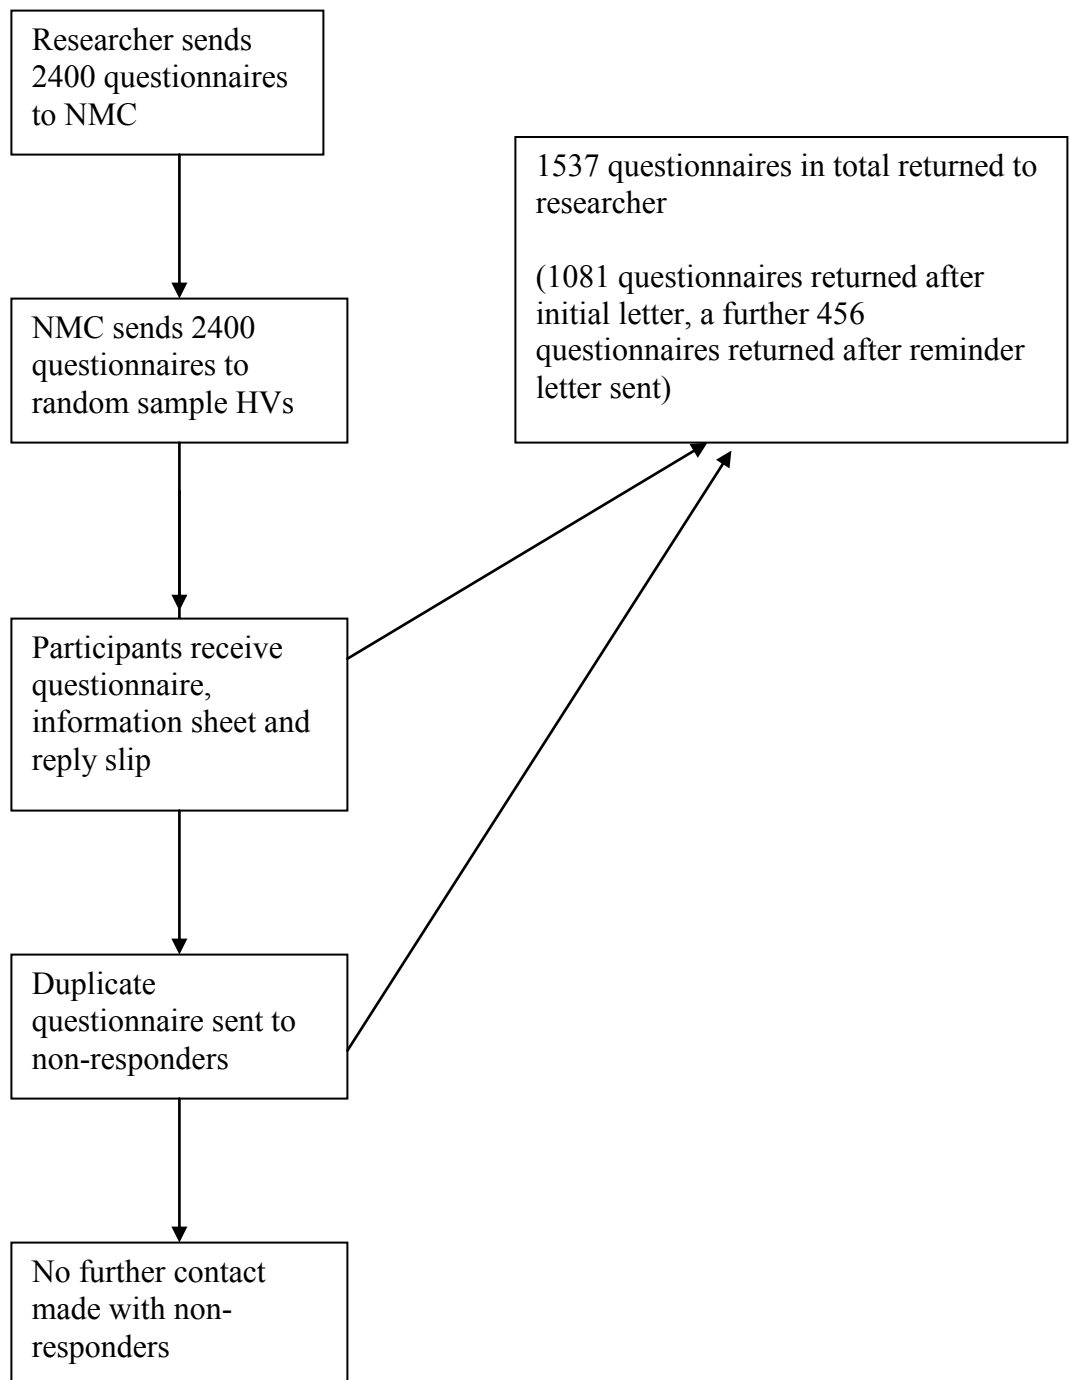 Researcher sends
2400 questionnaires
to NMC
NMC sends 2400
questionnaires to
random sample HVs
Participants receive
questionnaire,
information sheet and
reply slip
Duplicate
questionnaire sent to
non-responders
No further contact
made with non-
responders
1537 questionnaires in total returned to
researcher
(1081 questionnaires returned after
initial letter, a further 456
questionnaires returned after reminder
letter sent)